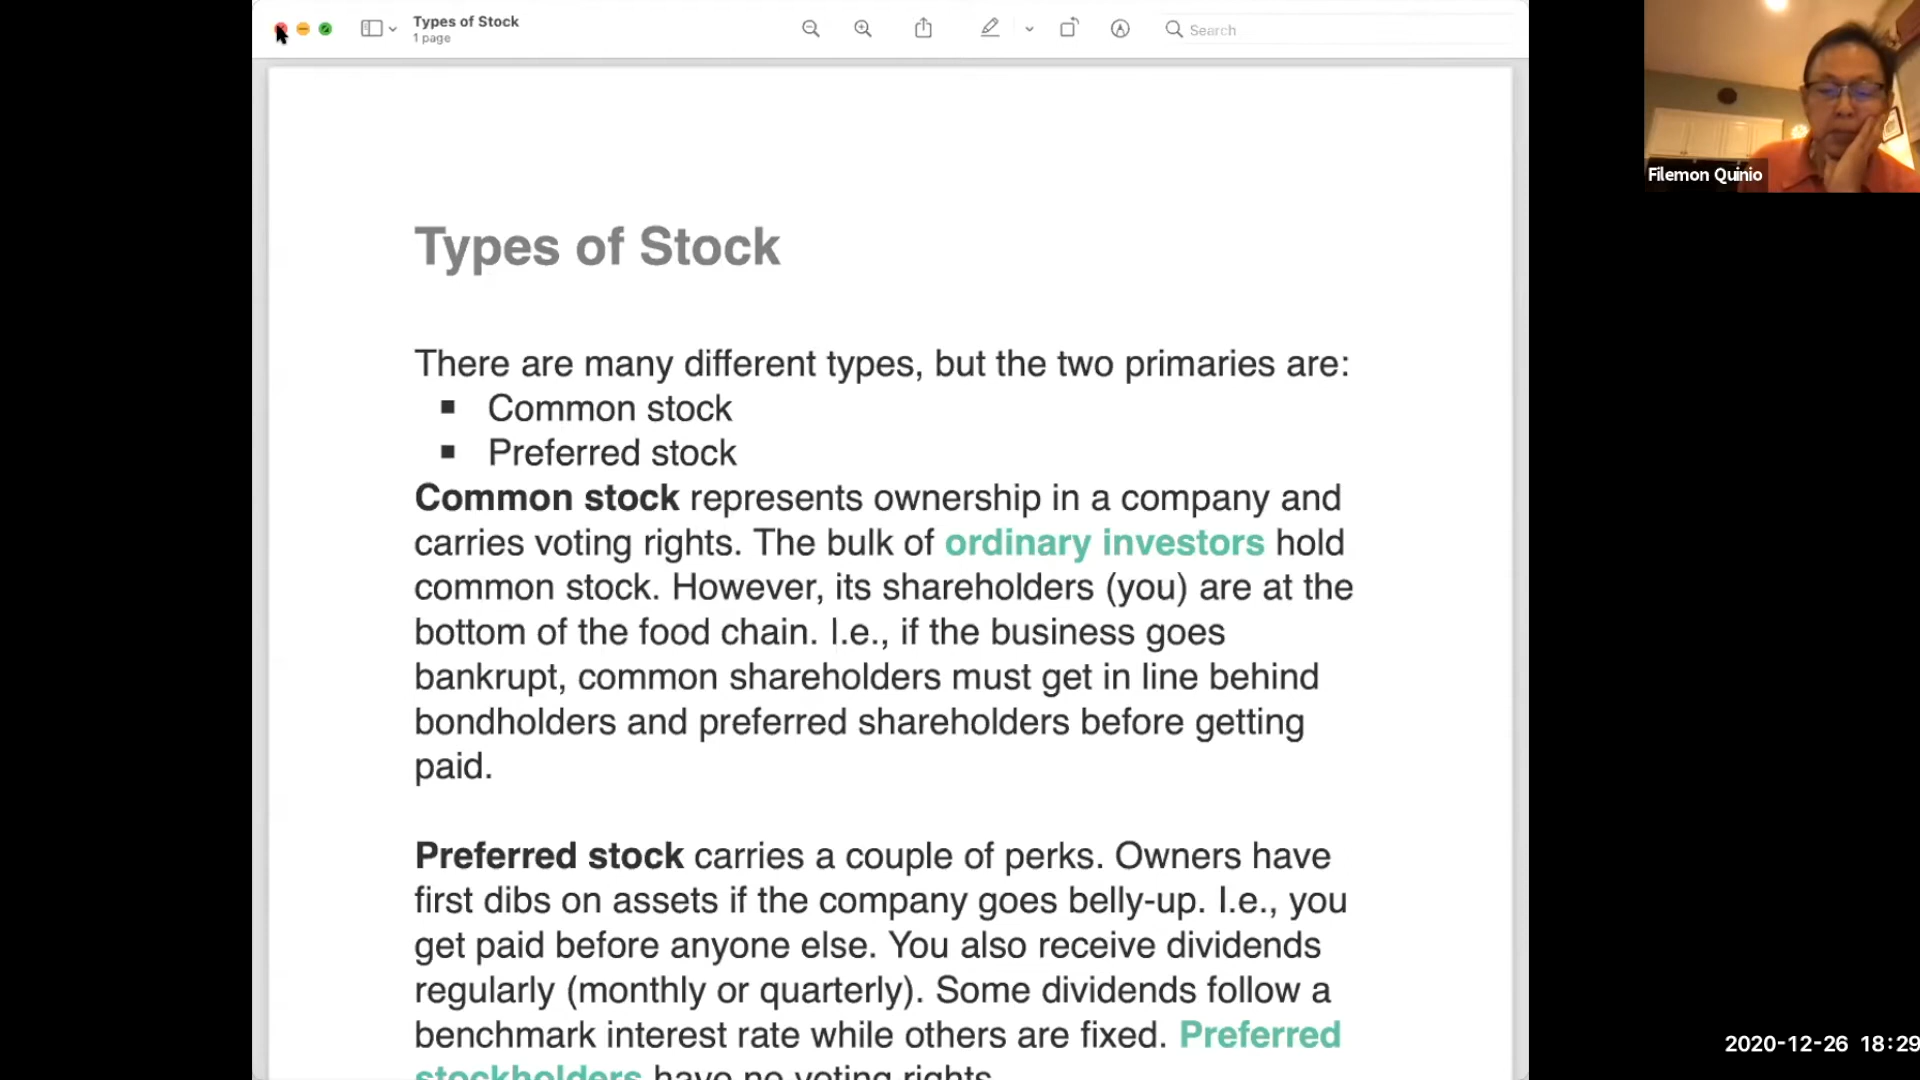 Types of Stock
1 page
Search
Filemon Quinio
Types of Stock
There are many different types, but the two primaries are:
▪ Common stock
▪ Preferred stock
Common stock represents ownership in a company and
carries voting rights. The bulk of ordinary investors hold
common stock. However, its shareholders (you) are at the
bottom of the food chain. I.e., if the business goes
bankrupt, common shareholders must get in line behind
bondholders and preferred shareholders before getting
paid.
Preferred stock carries a couple of perks. Owners have
first dibs on assets if the company goes belly-up. I.e., you
get paid before anyone else. You also receive dividends
regularly (monthly or quarterly). Some dividends follow a
benchmark interest rate while others are fixed. Preferred
stockholders have no voting rights.
2020-12-26 18:29